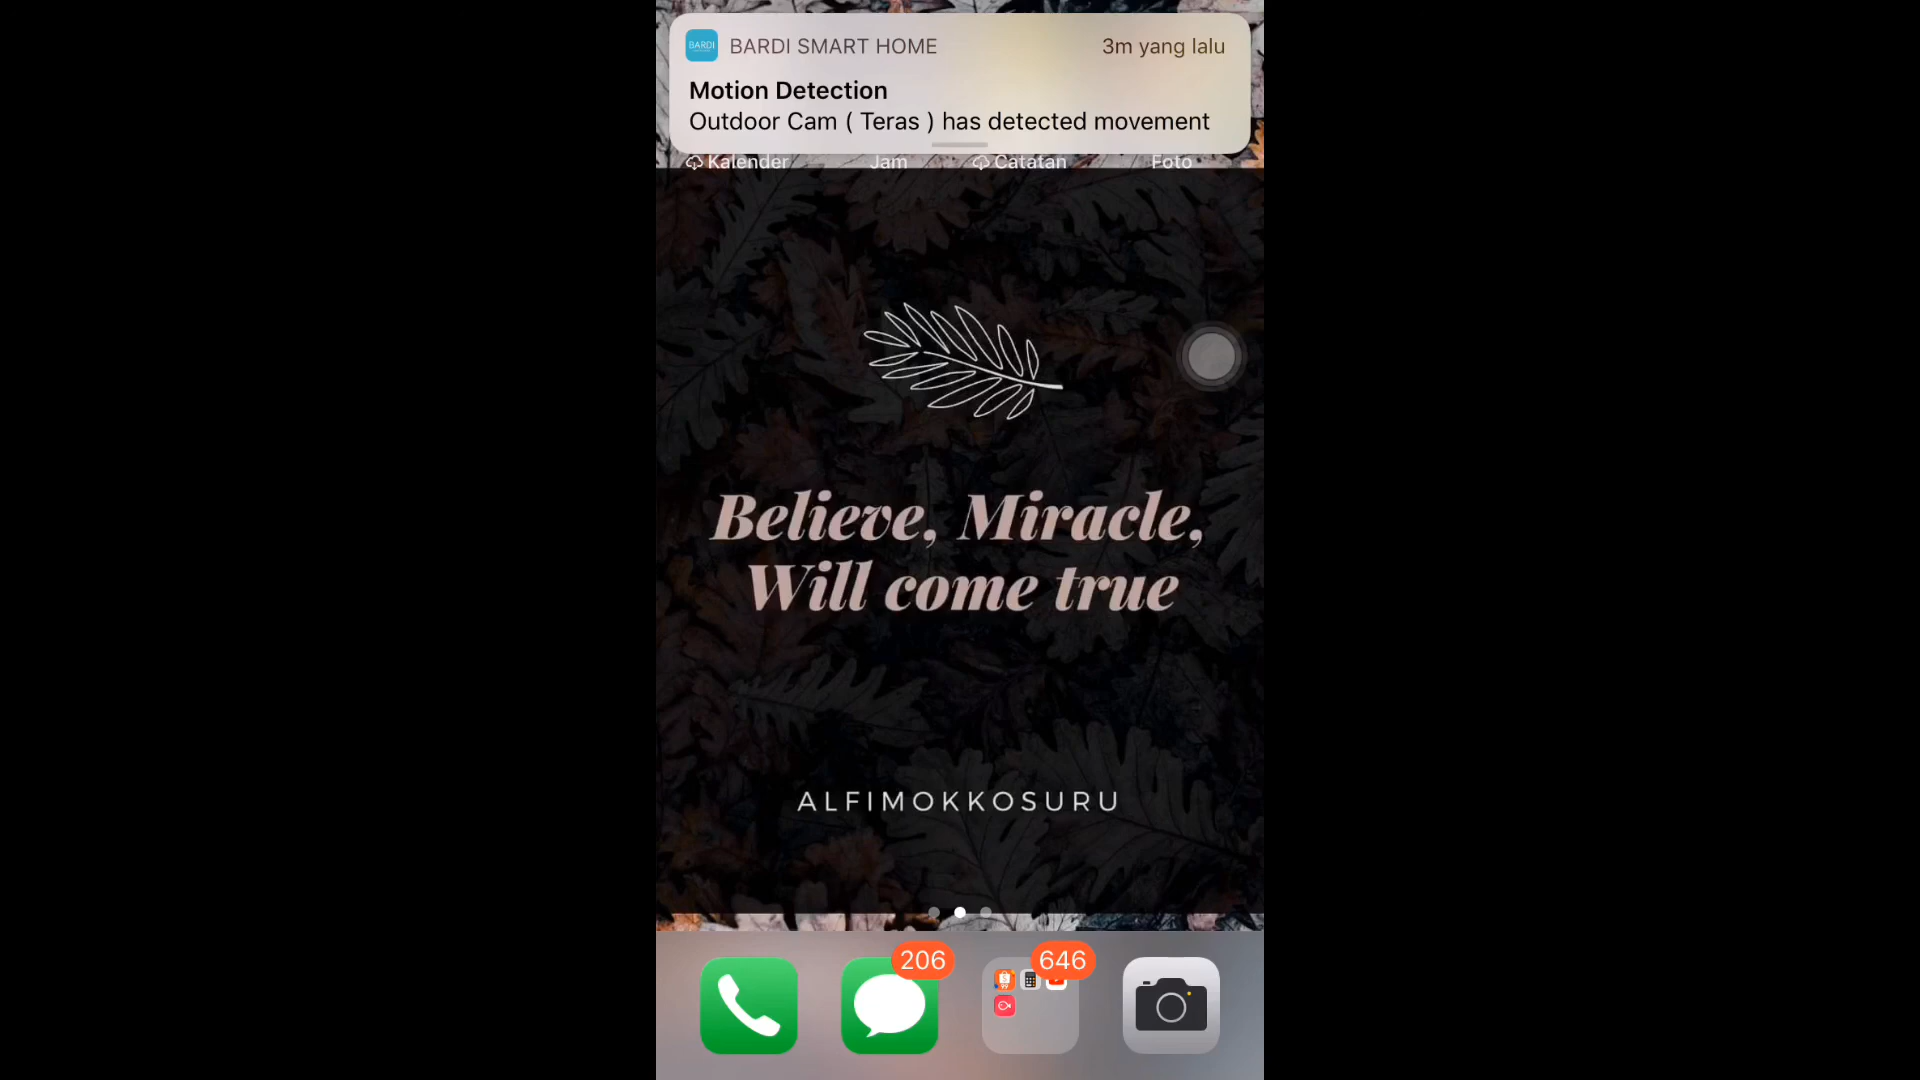 BARDI
BARDI SMART HOME
3m yang lalu
Motion Detection
Outdoor Cam ( Teras ) has detected movement
Kalender
Jam
Catatan
Foto
Believe, Miracle,
Will come true
ALFIMOKKOSURU
206
646